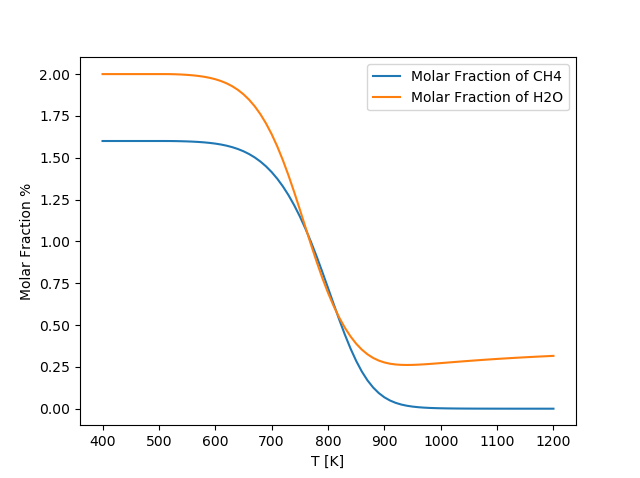 Molar Fraction of CH4
Molar Fraction of H2O
Molar Fraction %
2.00
1.75
1.50
1.25
1.00
0.75
0.50
0.25
0.00
400 500 600 700 800 900 1000 1100 1200
T [K]